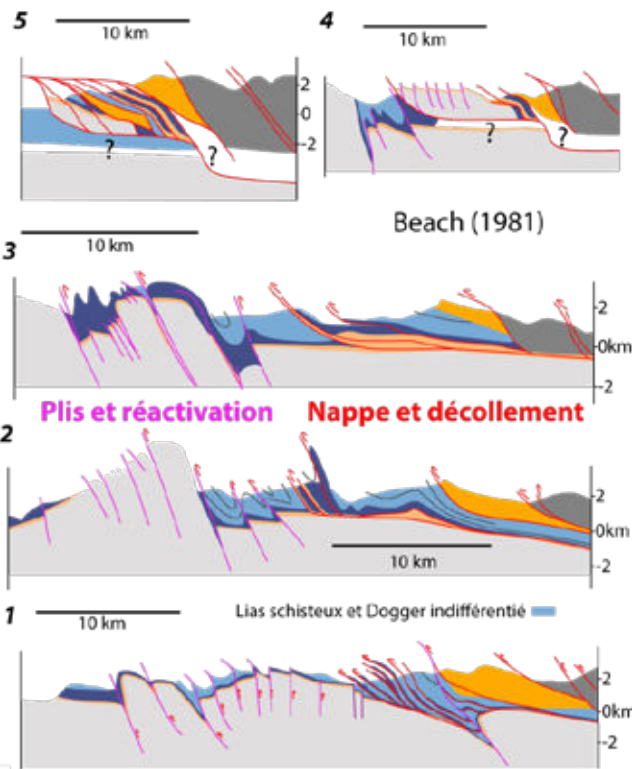 5
10 km
2
0
-2
?
?
4
10 km
?
?
Beach (1981)
3
10 km
2
0km
-2
Plis et réactivation
Nappe et décollement
2
2
0km
-2
10 km
1
10 km
Lias schisteux et Dogger indifférentié
2
0km
-2